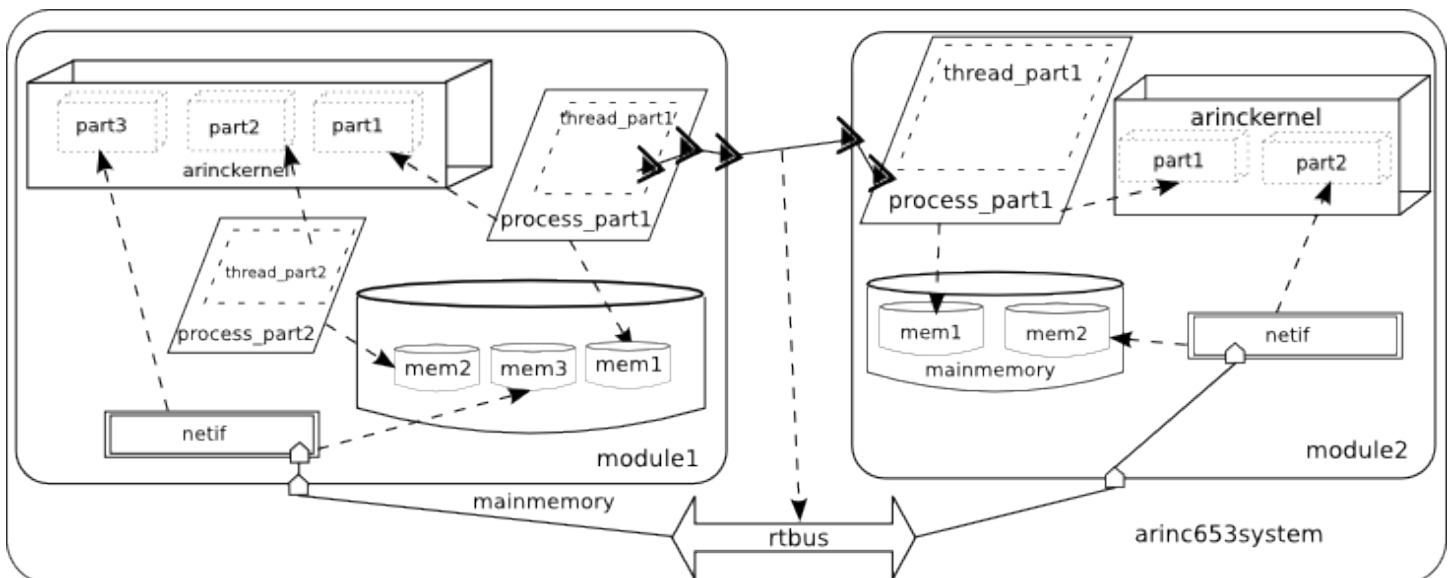 part3
part2
part1
arinckernel
thread_part1
process_part1
thread_part2
process_part2
mem2
mem3
mem1
netif
module1
mainmemory
thread_part1
process_part1
arinckernel
part1
part2
mem1
mem2
mainmemory
netif
module2
rtbus
arinc653system